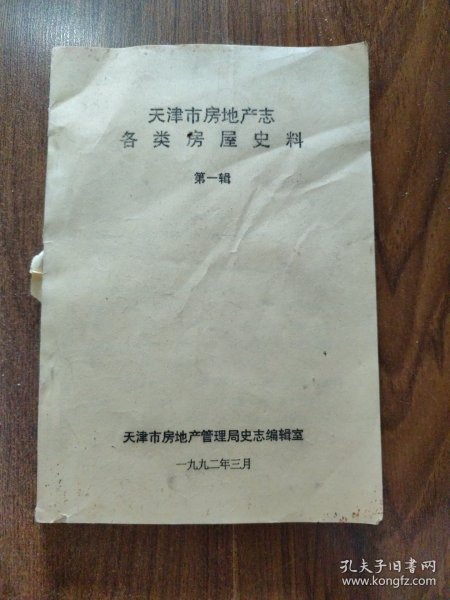 天津市房地产志
各类房屋史料
第一辑
天津市房地产管理局史志编辑室
一九九二年三月
孔夫子旧书网
www.kongfz.com